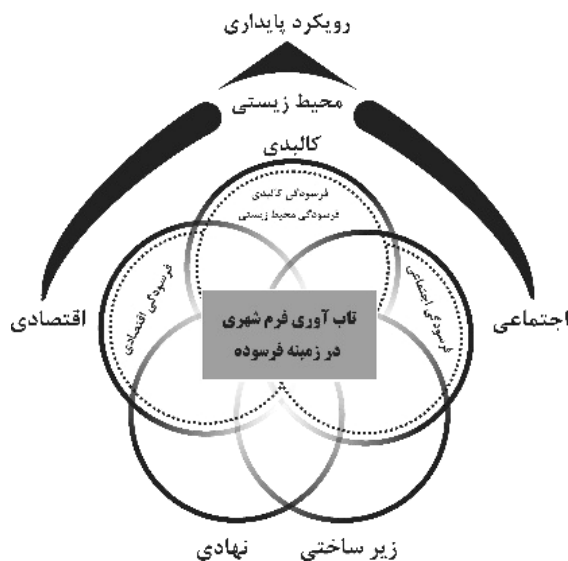 رویکرد پایداری
محیط زیستی
کالبدی
فرسودگی کالبدی
فرسودگی محیط زیستی
فرسودگی اجتماعی
فرسودگی اقتصادی
اجتماعی
اقتصادی
تاب آوری فرم شهری
در زمینه فرسوده
زیر ساختی
نهادی